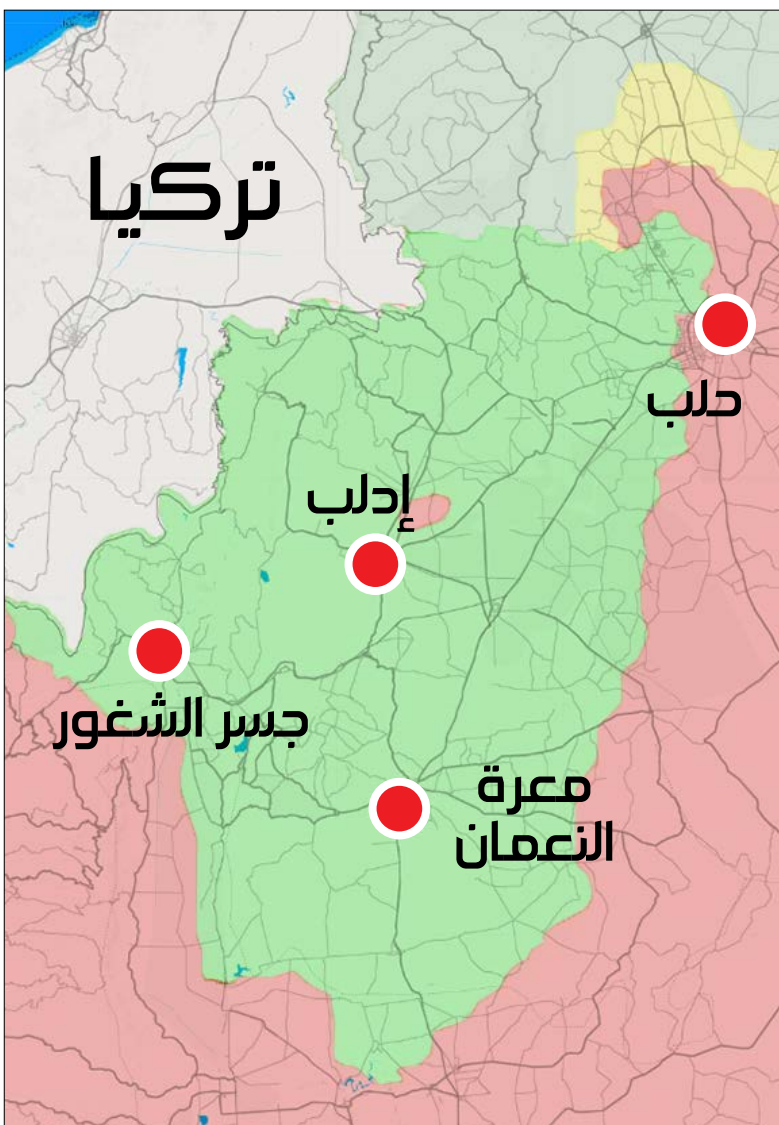 تركيا
حلب
إدلب
جسر الشغور
معرة
النعمان